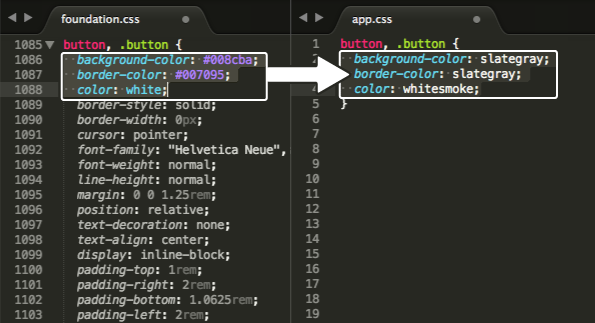 foundation.css
1085 button, .button {
1086 background-color: #008cba;
1087 border-color: #007095;
1088 color: white;
1089 border-style: solid;
1090 border-width: 0px;
1091 cursor: pointer;
1092 font-family: "Helvetica Neue",
1093 font-weight: normal;
1094 line-height: normal;
1095 margin: 0 0 1.25rem;
1096 position: relative;
1097 text-decoration: none;
1098 text-align: center;
1099 display: inline-block;
1100 padding-top: 1rem;
1101 padding-right: 2rem;
1102 padding-bottom: 1.0625rem;
1103 padding-left: 2rem;
app.css
1 button, .button {
2 background-color: slategray;
border-color: slategray;
4 color: whitesmoke;
5 }
6
7
8
9
10
11
12
13
14
15
16
17
18
19